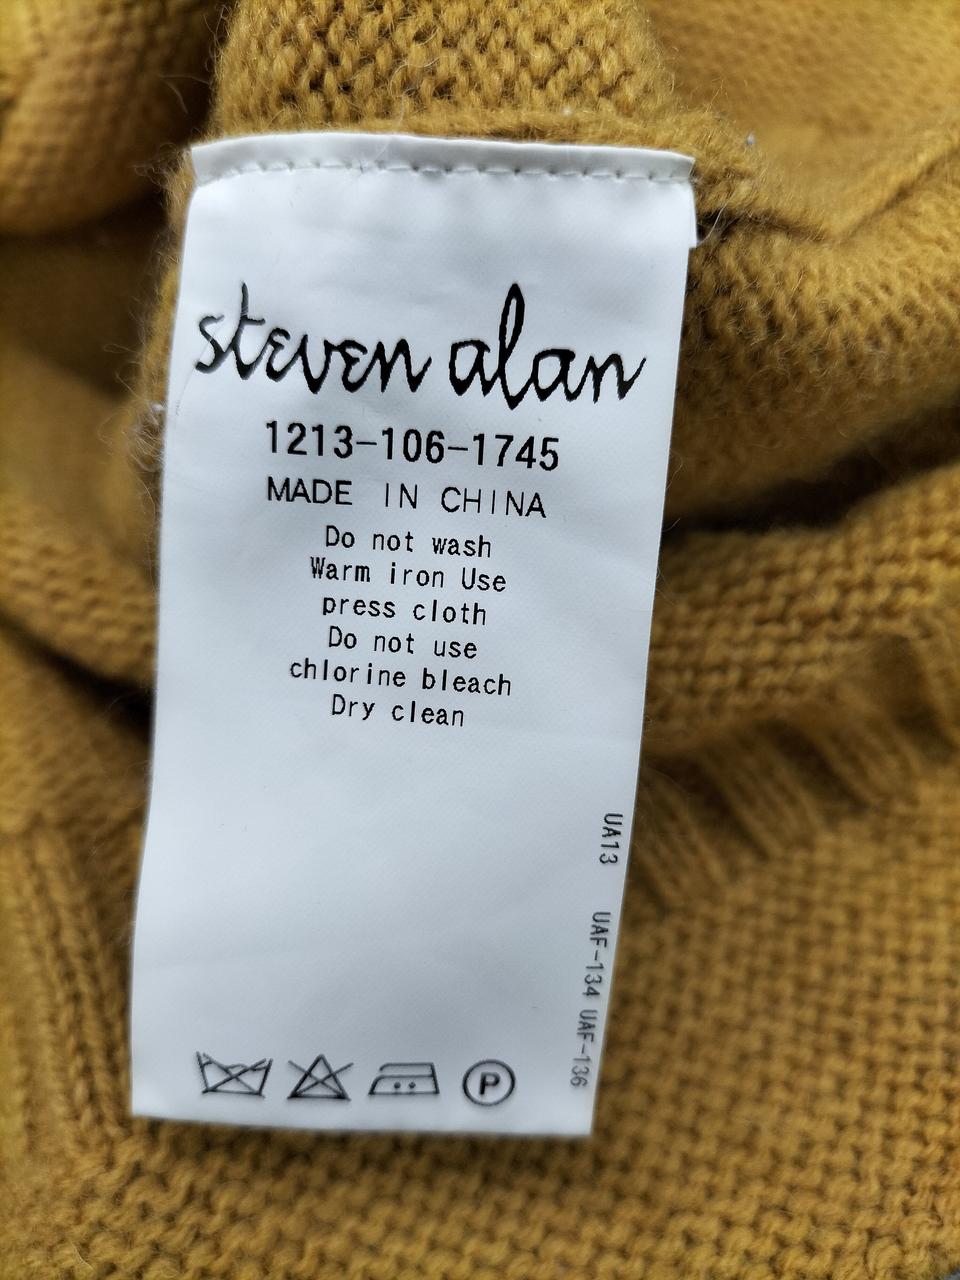 steven alan
1213-106-1745
MADE IN CHINA
Do not wash
Warm iron Use
press cloth
Do not use
chlorine bleach
Dry clean
UA13 UAF-134 UAF-136
P